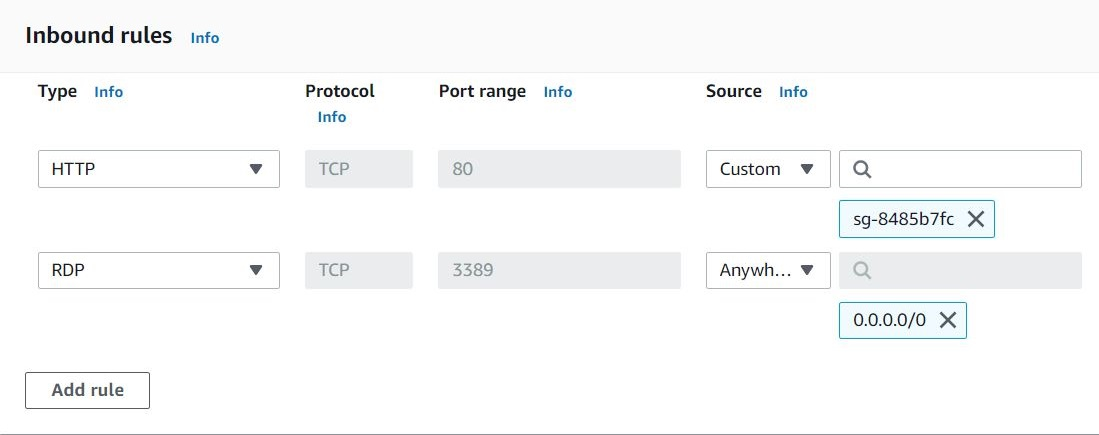 Inbound rules Info
Type Info Protocol Port range Info Source Info
Info
HTTP TCP 80 Custom
sg-8485b7fc
RDP TCP 3389 Anywh...
0.0.0.0/0
Add rule